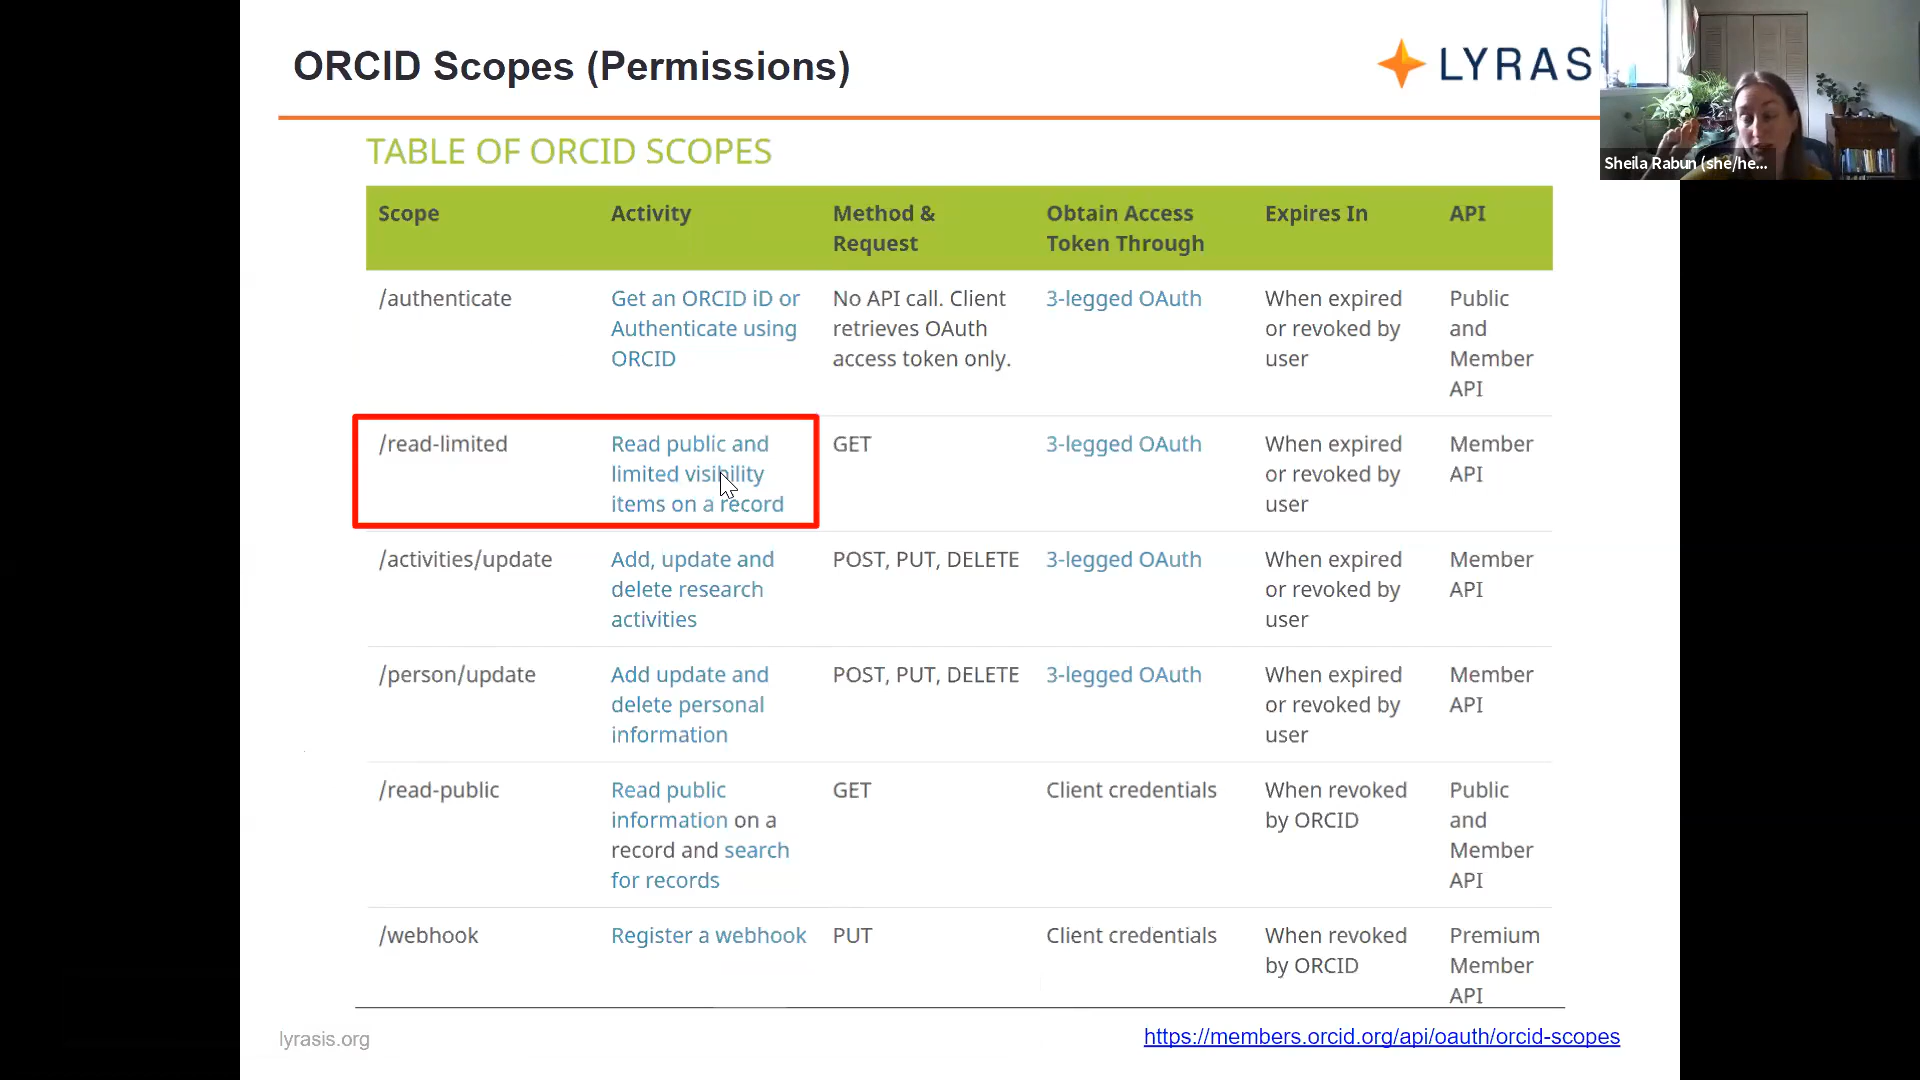 ORCID Scopes (Permissions)
LYRAS
Sheila Rabun (she/he...
TABLE OF ORCID SCOPES
Scope
Activity
Method &
Request
Obtain Access
Token Through
Expires In
API
/authenticate
Get an ORCID iD or
Authenticate using
ORCID
No API call. Client
retrieves OAuth
access token only.
3-legged OAuth
When expired
or revoked by
user
Public
and
Member
API
/read-limited
Read public and
limited visibility
items on a record
GET
3-legged OAuth
When expired
or revoked by
user
Member
API
/activities/update
Add, update and
delete research
activities
POST, PUT, DELETE
3-legged OAuth
When expired
or revoked by
user
Member
API
/person/update
Add update and
delete personal
information
POST, PUT, DELETE
3-legged OAuth
When expired
or revoked by
user
Member
API
/read-public
Read public
information on a
record and search
for records
GET
Client credentials
When revoked
by ORCID
Public
and
Member
API
/webhook
Register a webhook
PUT
Client credentials
When revoked
by ORCID
Premium
Member
API
lyrasis.org
https://members.orcid.org/api/oauth/orcid-scopes